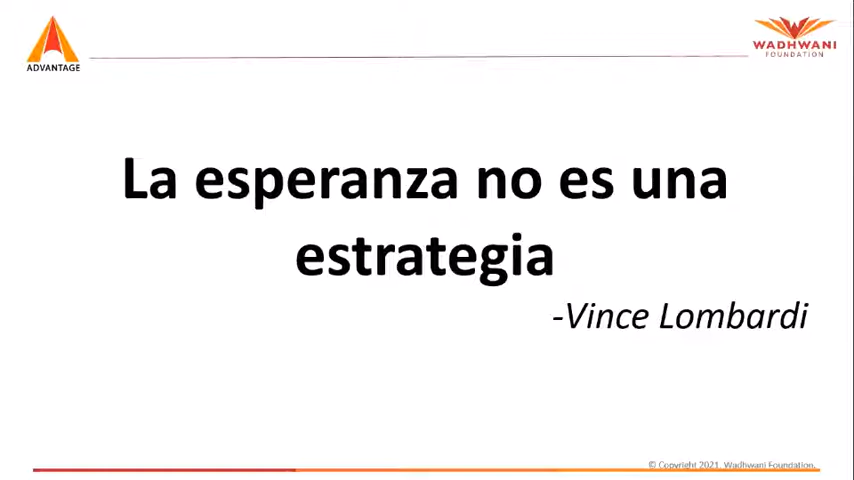 ADVANTAGE
WADHWANI
FOUNDATION
La esperanza no es una
estrategia
-Vince Lombardi
© Copyright 2021. Wadhwani Foundation.